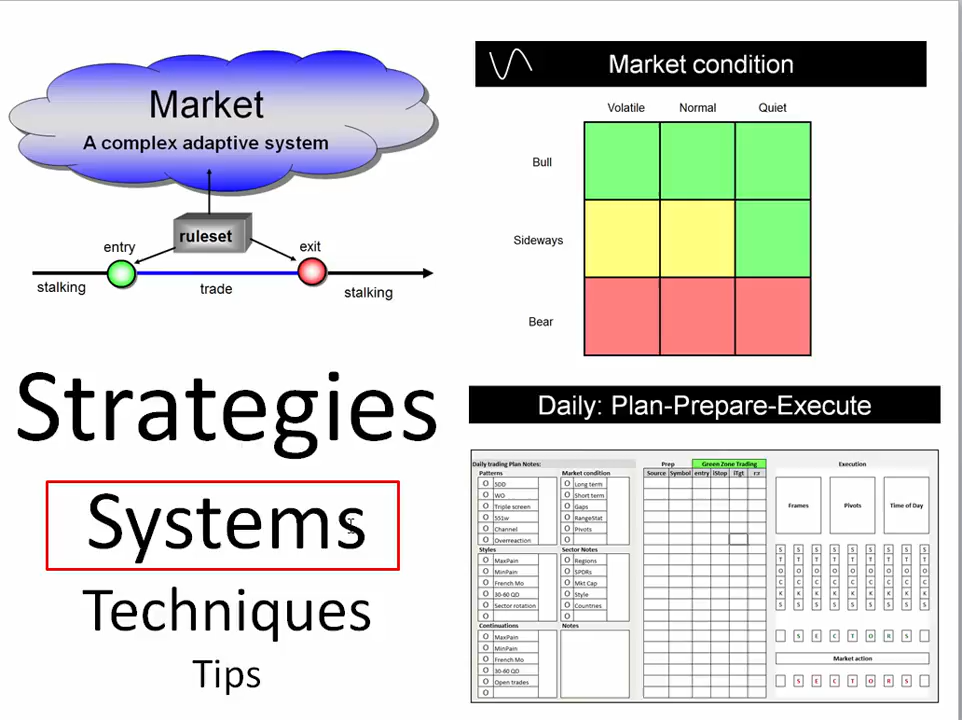 Market
A complex adaptive system
ruleset
entry
exit
stalking
trade
stalking
Market condition
Volatile Normal Quiet
Bull
Sideways
Bear
Strategies
Systems
Techniques
Tips
Daily: Plan-Prepare-Execute
Daily trading Plan Notes:
Patterns
O 5DD
O WO
O Triple screen
O 551w
O Channel
O Overreaction
Market condition
O Long term
O Short term
O Gaps
O RangeStat
O Pivots
O
Styles
O MaxPain
O MinPain
O French Mo
O 30-60 QD
O Sector rotation
O
Sector Notes
O Regions
O SPDRs
O Mkt Cap
O Style
O Countries
O
Continuations
O MaxPain
O MinPain
O French Mo
O 30-60 QD
O Open trades
O
Notes
Prep
Green Zone Trading
Source Symbol entry iStop iTgt r:r
Execution
Frames
Pivots
Time of Day
S S S S S S S S S
T T T T T T T T T
O O O O O O O O O
C C C C C C C C C
K K K K K K K K K
S S S S S S S S S
S E C T O R S
Market action
S E C T O R S